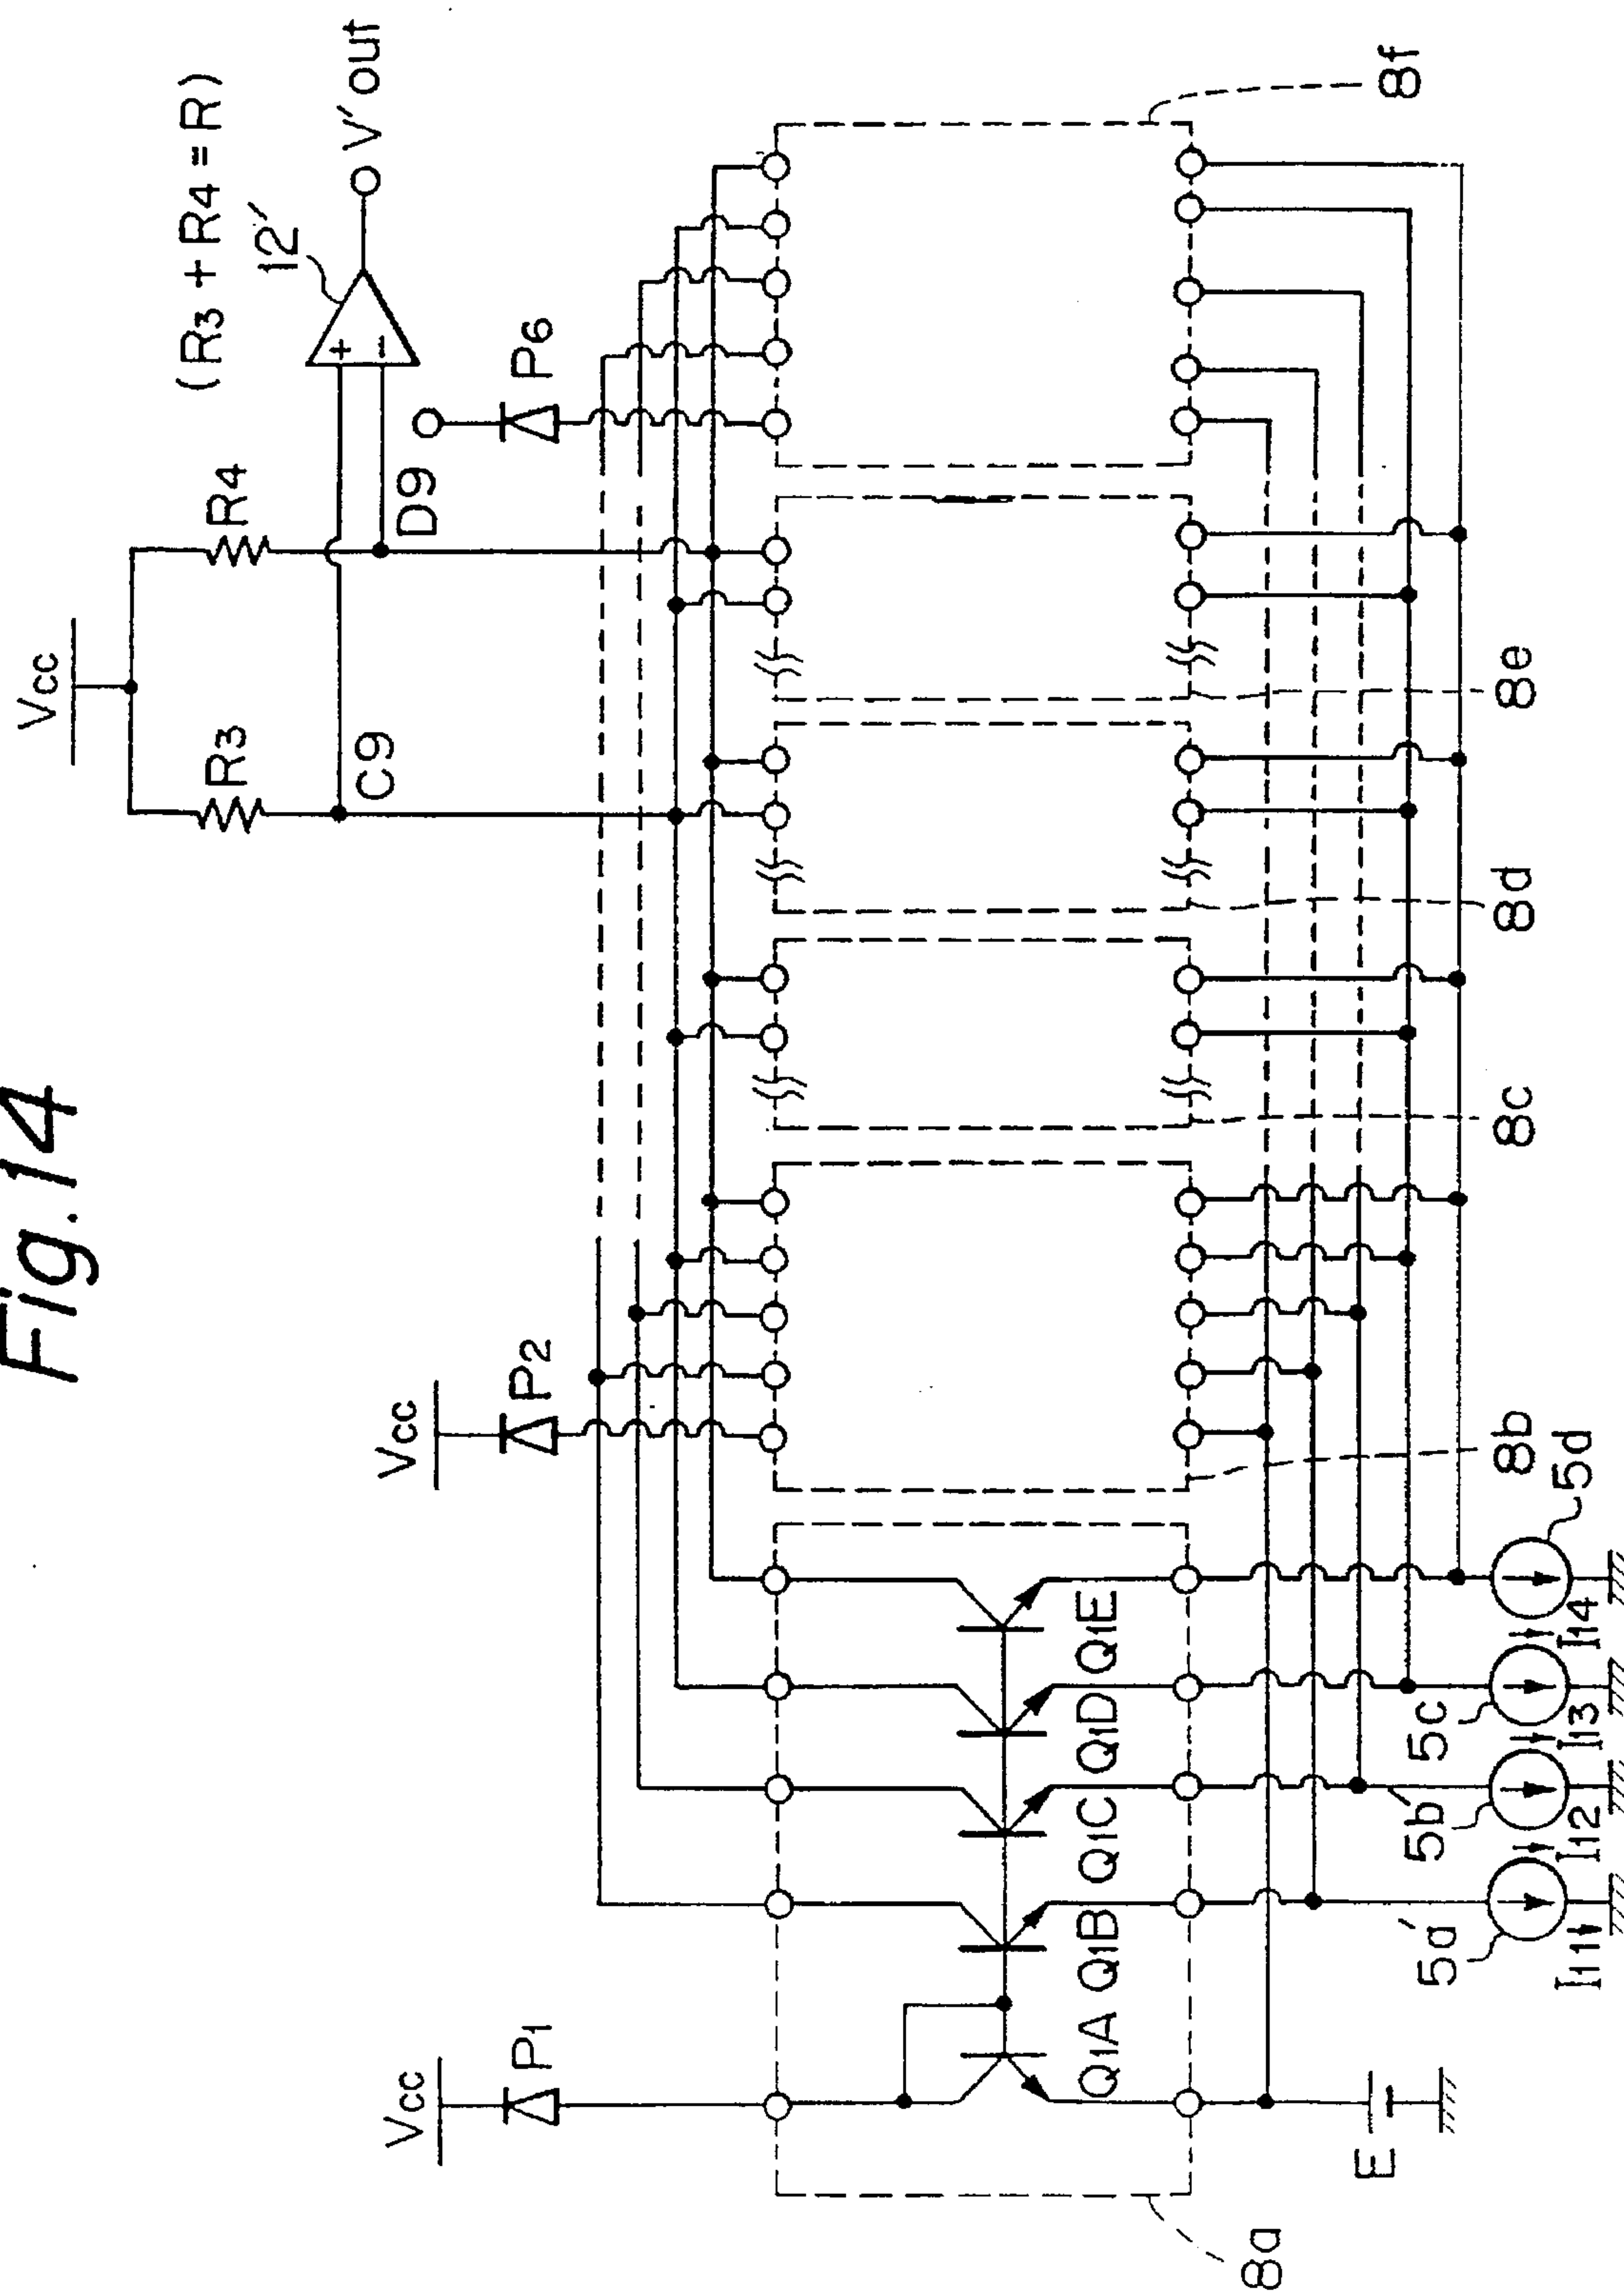 Fig.14
Vcc
R3
R4
(R3 + R4 = R)
12'
V'out
+
−
C9
D9
Vcc
P1
Vcc
P2
P6
Q1A
Q1B
Q1C
Q1D
Q1E
8a
8b
8c
8d
8e
8f
E
5a'
5b'
5c
5d
I11
I12
I13
I14